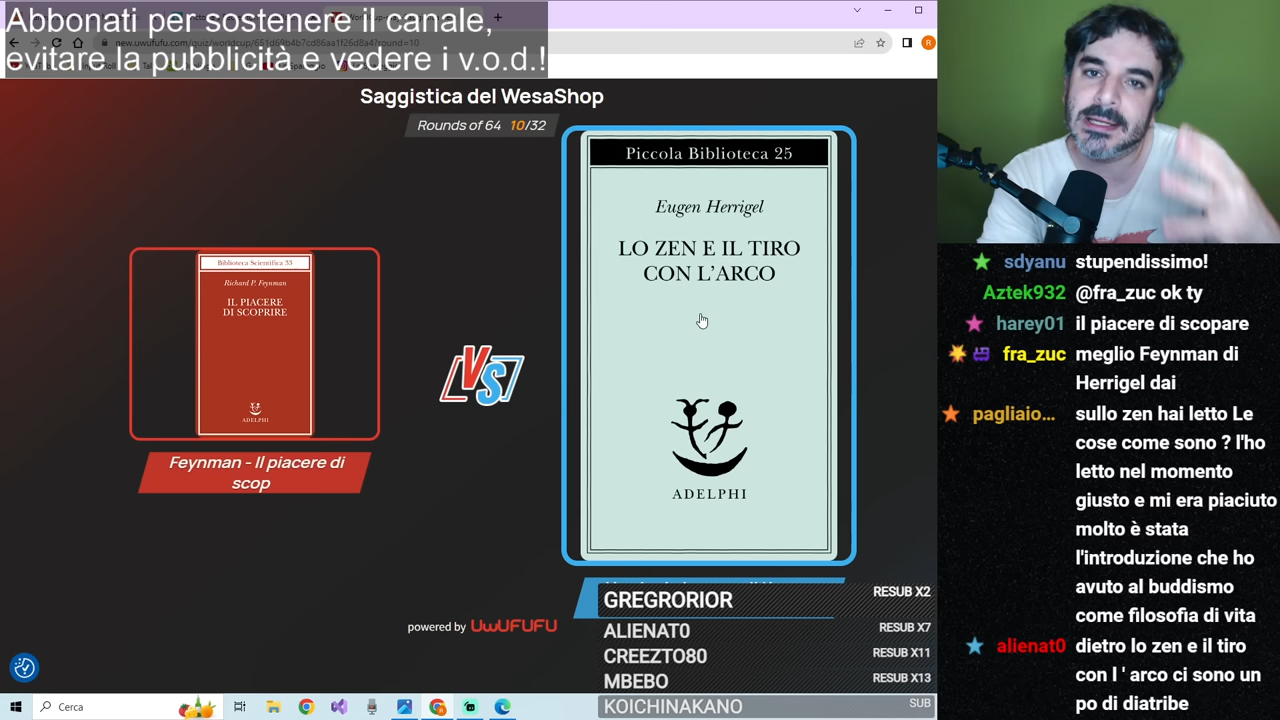 Abbonati per sostenere il canale,
evitare la pubblicità e vedere i v.o.d.!
Saggistica del WesaShop
Rounds of 64 10/32
Biblioteca Scientifica 33
Richard P. Feynman
IL PIACERE
DI SCOPRIRE
ADELPHI
Feynman - Il piacere di
scop
VS
Piccola Biblioteca 25
Eugen Herrigel
LO ZEN E IL TIRO
CON L'ARCO
ADELPHI
powered by UwUFUFU
GREGRORIOR RESUB X2
ALIENAT0 RESUB X7
CREEZTO80 RESUB X11
MBEBO RESUB X13
KOICHINAKANO SUB
sdyanu stupendissimo!
Aztek932 @fra_zuc ok ty
harey01 il piacere di scopare
fra_zuc meglio Feynman di
Herrigel dai
pagliaio… sullo zen hai letto Le
cose come sono ? l'ho
letto nel momento
giusto e mi era piaciuto
molto è stata
l'introduzione che ho
avuto al buddismo
come filosofia di vita
alienat0 dietro lo zen e il tiro
con l ' arco ci sono un
po di diatribe
Cerca